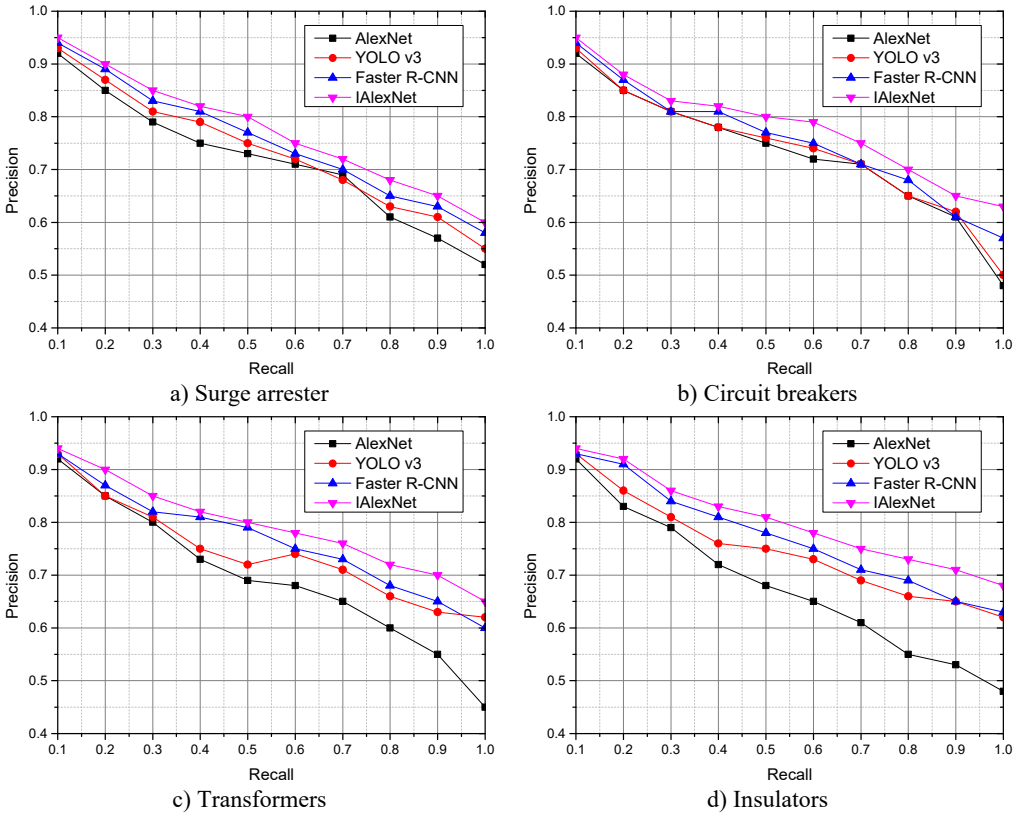 1.0
0.9
0.8
0.7
0.6
0.5
0.4
Precision
AlexNet
YOLO v3
Faster R-CNN
IAlexNet
0.1 0.2 0.3 0.4 0.5 0.6 0.7 0.8 0.9 1.0
Recall
a) Surge arrester
1.0
0.9
0.8
0.7
0.6
0.5
0.4
Precision
AlexNet
YOLO v3
Faster R-CNN
IAlexNet
0.1 0.2 0.3 0.4 0.5 0.6 0.7 0.8 0.9 1.0
Recall
b) Circuit breakers
1.0
0.9
0.8
0.7
0.6
0.5
0.4
Precision
AlexNet
YOLO v3
Faster R-CNN
IAlexNet
0.1 0.2 0.3 0.4 0.5 0.6 0.7 0.8 0.9 1.0
Recall
c) Transformers
1.0
0.9
0.8
0.7
0.6
0.5
0.4
Precision
AlexNet
YOLO v3
Faster R-CNN
IAlexNet
0.1 0.2 0.3 0.4 0.5 0.6 0.7 0.8 0.9 1.0
Recall
d) Insulators